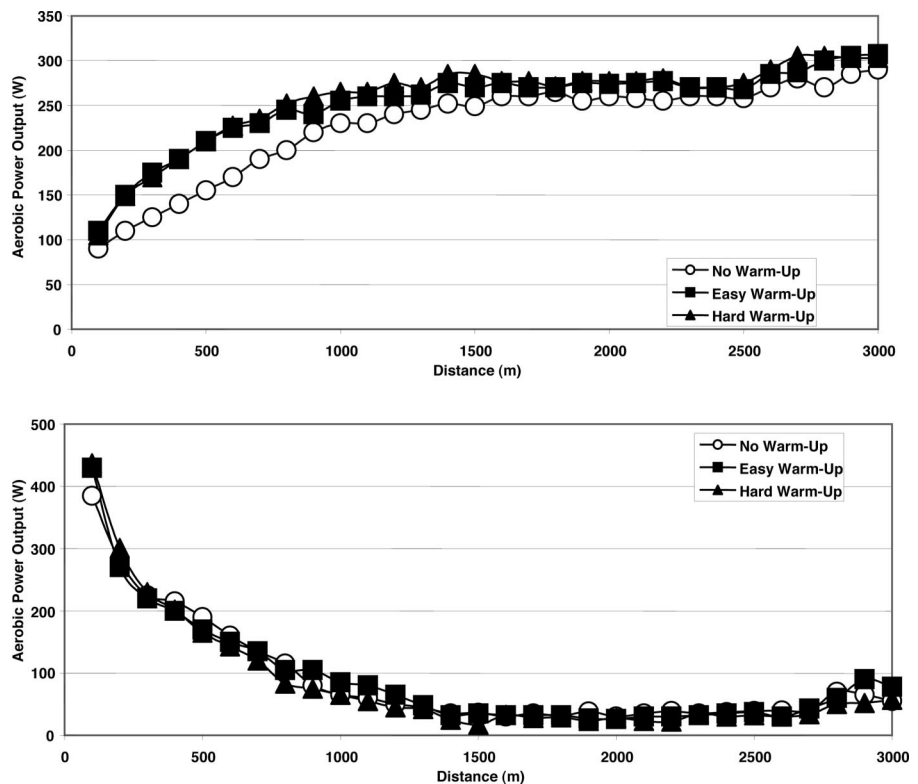 350
300
250
200
150
100
50
0
Aerobic Power Output (W)
No Warm-Up
Easy Warm-Up
Hard Warm-Up
0 500 1000 1500 2000 2500 3000
Distance (m)
500
400
300
200
100
0
Aerobic Power Output (W)
No Warm-Up
Easy Warm-Up
Hard Warm-Up
0 500 1000 1500 2000 2500 3000
Distance (m)